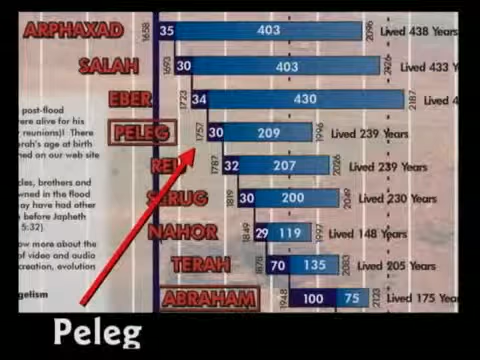 ARPHAXAD 1658 35 403 2096 Lived 438 Years
SALAH 1693 30 403 2126 Lived 433 Y
EBER 1723 34 430 2187 Lived 4
PELEG 1757 30 209 1996 Lived 239 Years
1787 32 207 2026 Lived 239 Years
RUG 1819 30 200 2049 Lived 230 Years
NAHOR 1849 29 119 1997 Lived 148 Years
TERAH 1878 70 135 2083 Lived 205 Years
ABRAHAM 1948 100 75 2123 Lived 175 Year
post-flood
ere alive for his
reunions)! There
rah's age at birth
ned on our web site
cles, brothers and
wned in the flood
ay have had other
before Japheth
5:32)
ow more about the
of video and audio
creation, evolution
gelism
Peleg